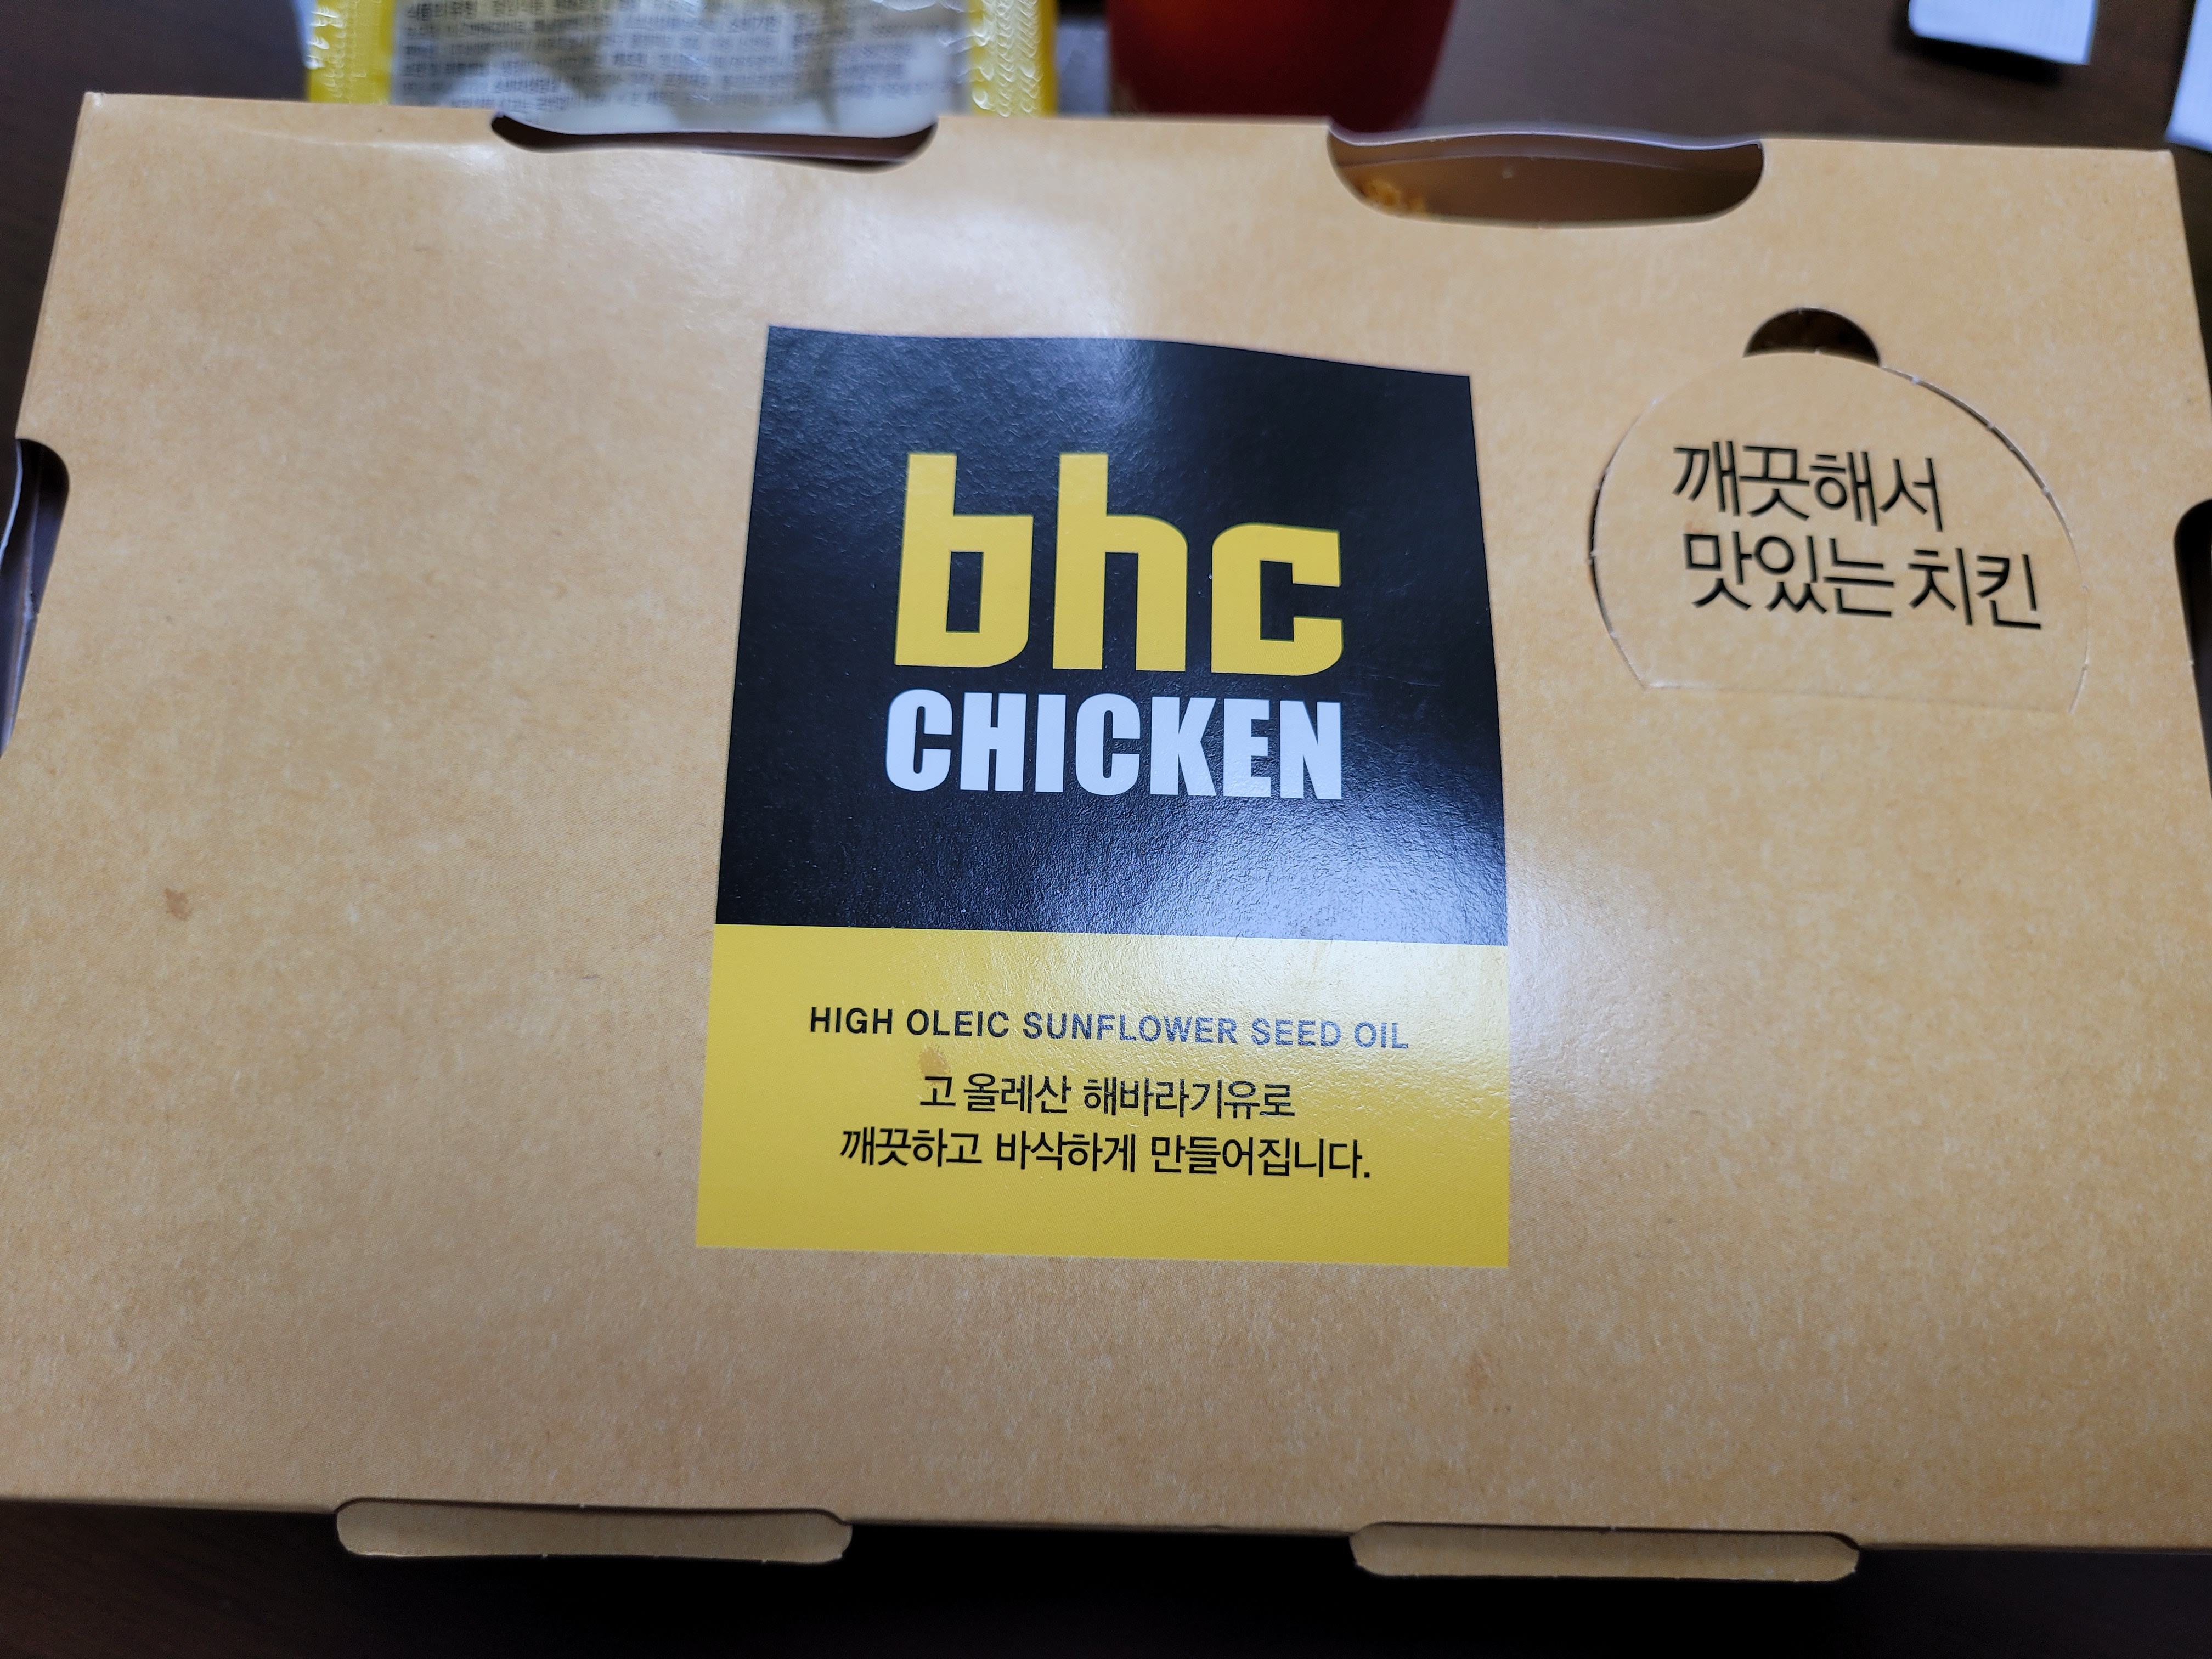 bhc
CHICKEN
HIGH OLEIC SUNFLOWER SEED OIL
고 올레산 해바라기유로
깨끗하고 바삭하게 만들어집니다.
깨끗해서
맛있는 치킨